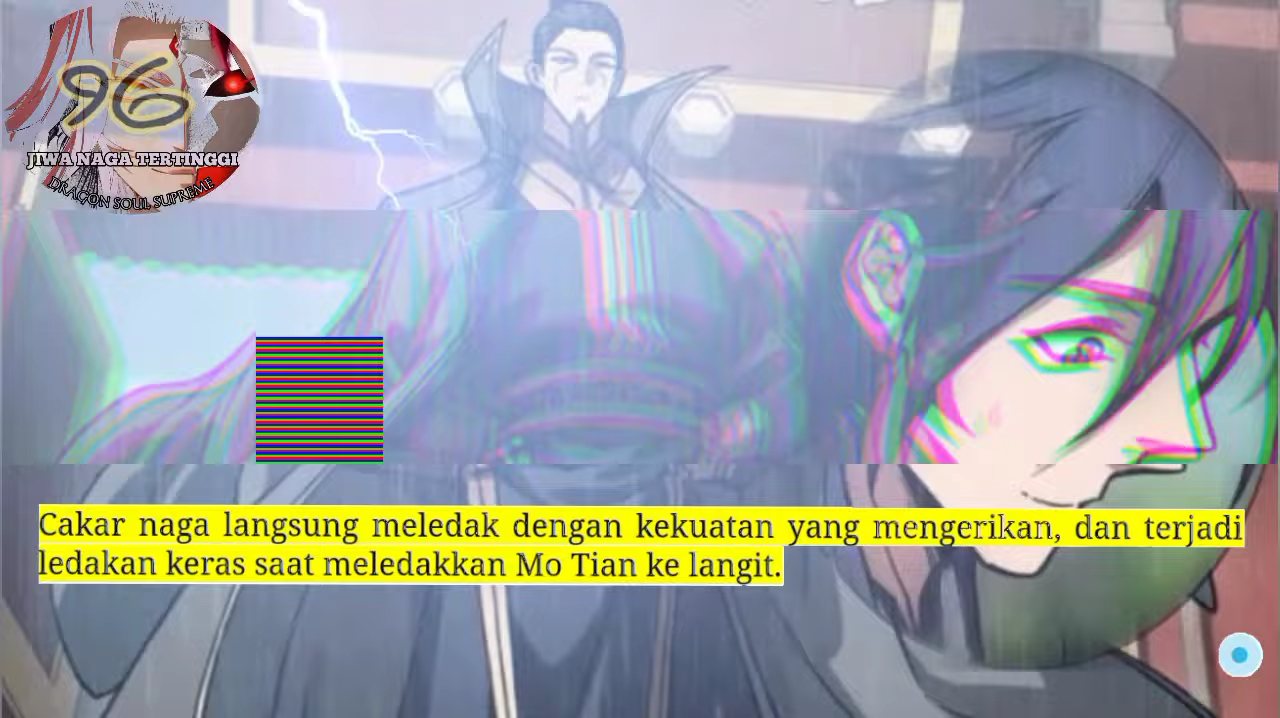 96
JIWA NAGA TERTINGGI
DRAGON SOUL SUPREME
Cakar naga langsung meledak dengan kekuatan yang mengerikan, dan terjadi
ledakan keras saat meledakkan Mo Tian ke langit.